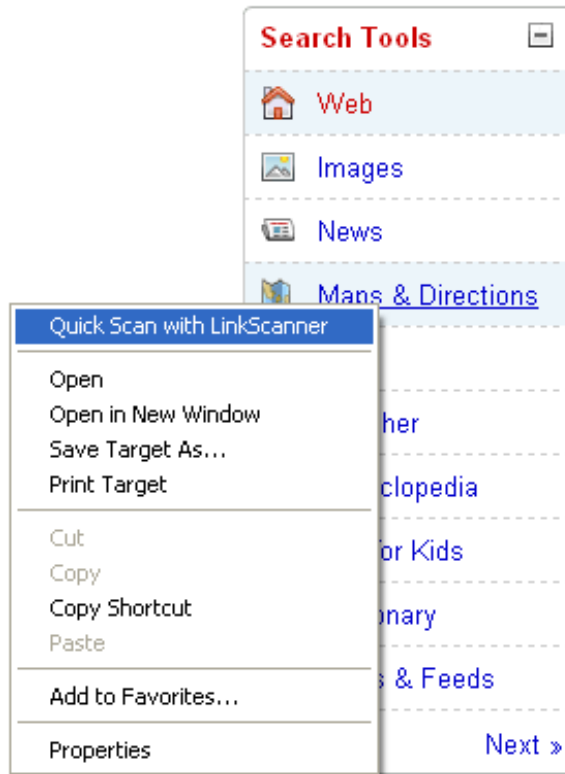 Search Tools
Web
Images
News
Maps & Directions
Quick Scan with LinkScanner
Open
Open in New Window
Save Target As...
Print Target
Cut
Copy
Copy Shortcut
Paste
Add to Favorites...
Properties
her
clopedia
or Kids
onary
& Feeds
Next »